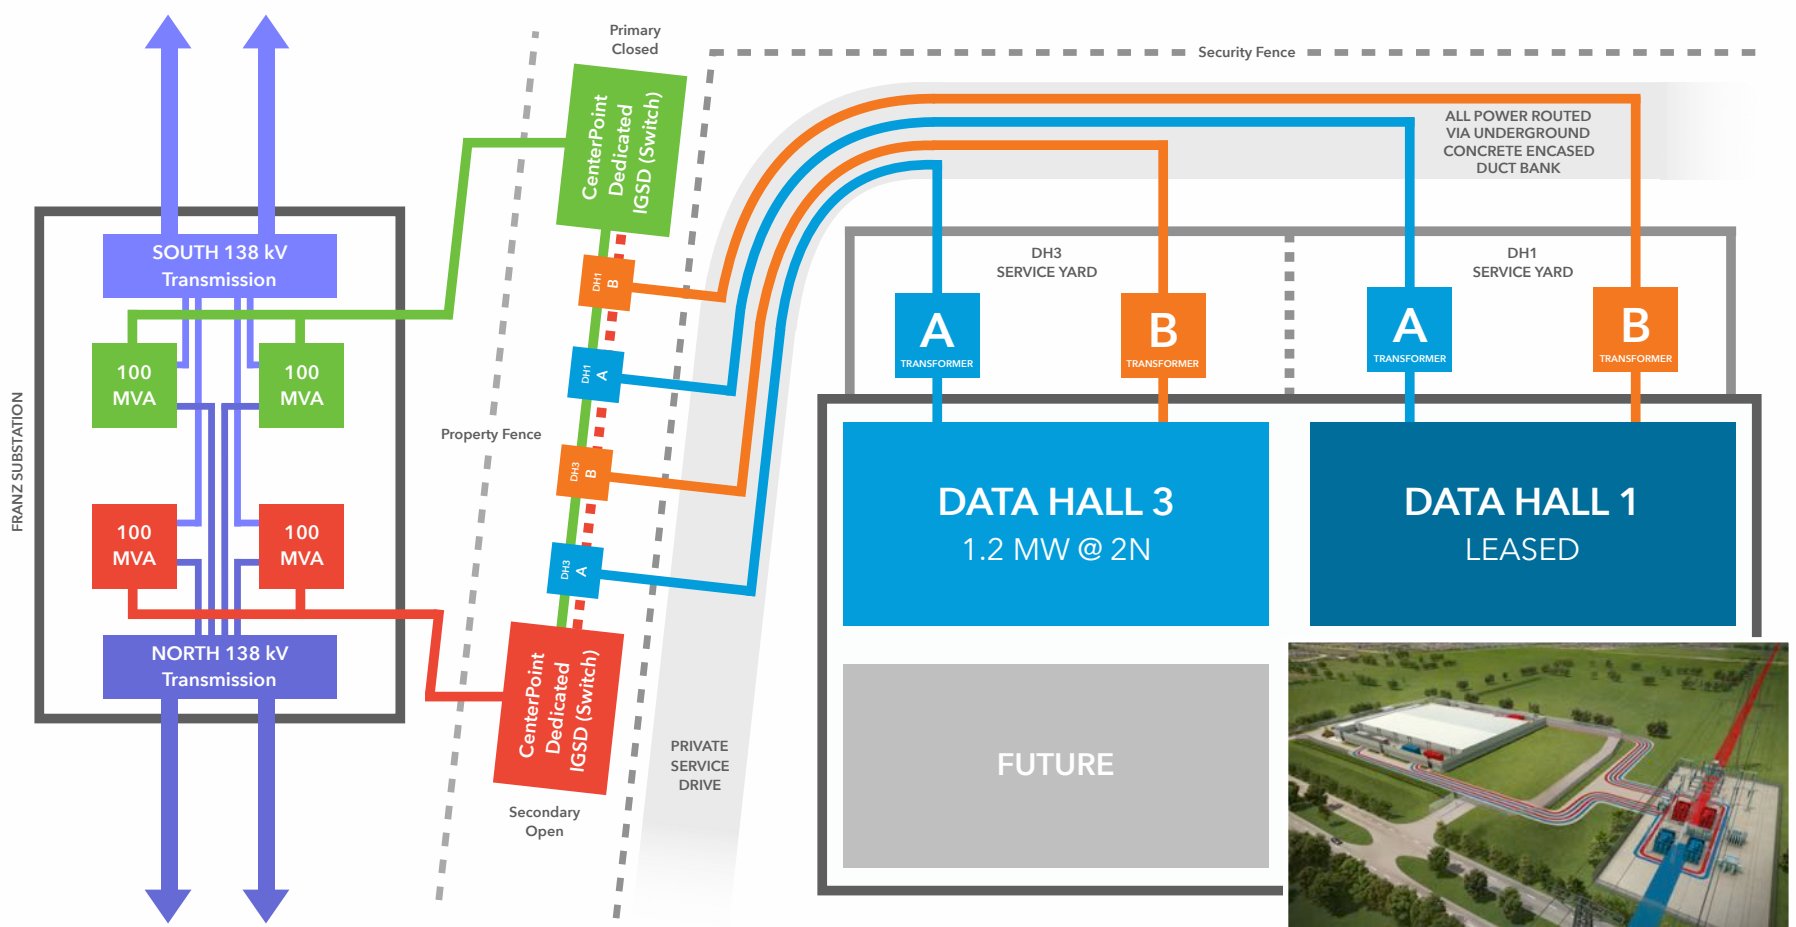 Primary
Closed
Security Fence
CenterPoint
Dedicated
IGSD (Switch)
ALL POWER ROUTED
VIA UNDERGROUND
CONCRETE ENCASED
DUCT BANK
SOUTH 138 kV
Transmission
DH1
B
DH3
SERVICE YARD
DH1
SERVICE YARD
A
TRANSFORMER
B
TRANSFORMER
A
TRANSFORMER
B
TRANSFORMER
100
MVA
100
MVA
DH1
A
Property Fence
FRANZ SUBSTATION
DH3
B
DATA HALL 3
1.2 MW @ 2N
DATA HALL 1
LEASED
100
MVA
100
MVA
DH3
A
NORTH 138 kV
Transmission
CenterPoint
Dedicated
IGSD (Switch)
PRIVATE
SERVICE
DRIVE
FUTURE
Secondary
Open